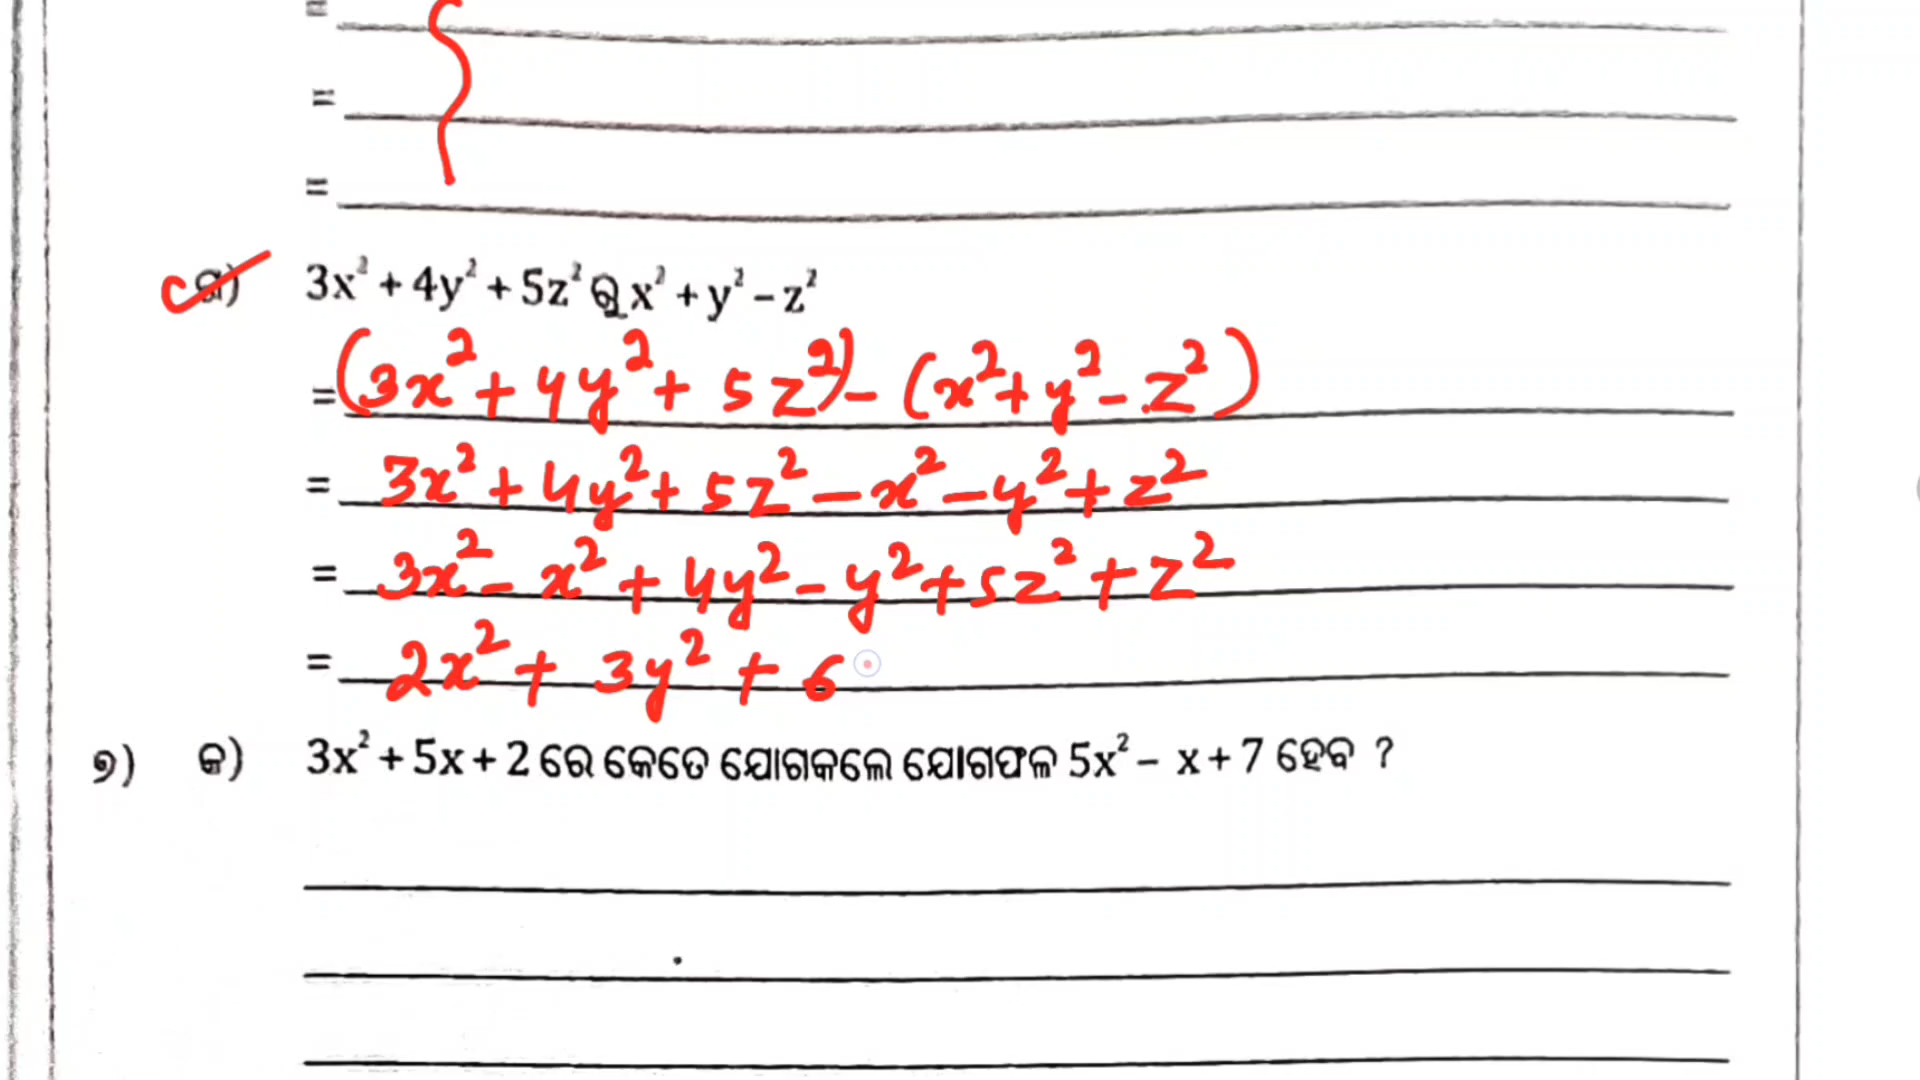 =
=
=
ଗ) 3x² + 4y² + 5z² ରୁ x² + y² – z²
= (3x² + 4y² + 5z²) – (x² + y² – z²)
= 3x² + 4y² + 5z² – x² – y² + z²
= 3x² – x² + 4y² – y² + 5z² + z²
= 2x² + 3y² + 6
୭) କ) 3x² + 5x + 2 ରେ କେତେ ଯୋଗକଲେ ଯୋଗଫଳ 5x² – x + 7 ହେବ ?